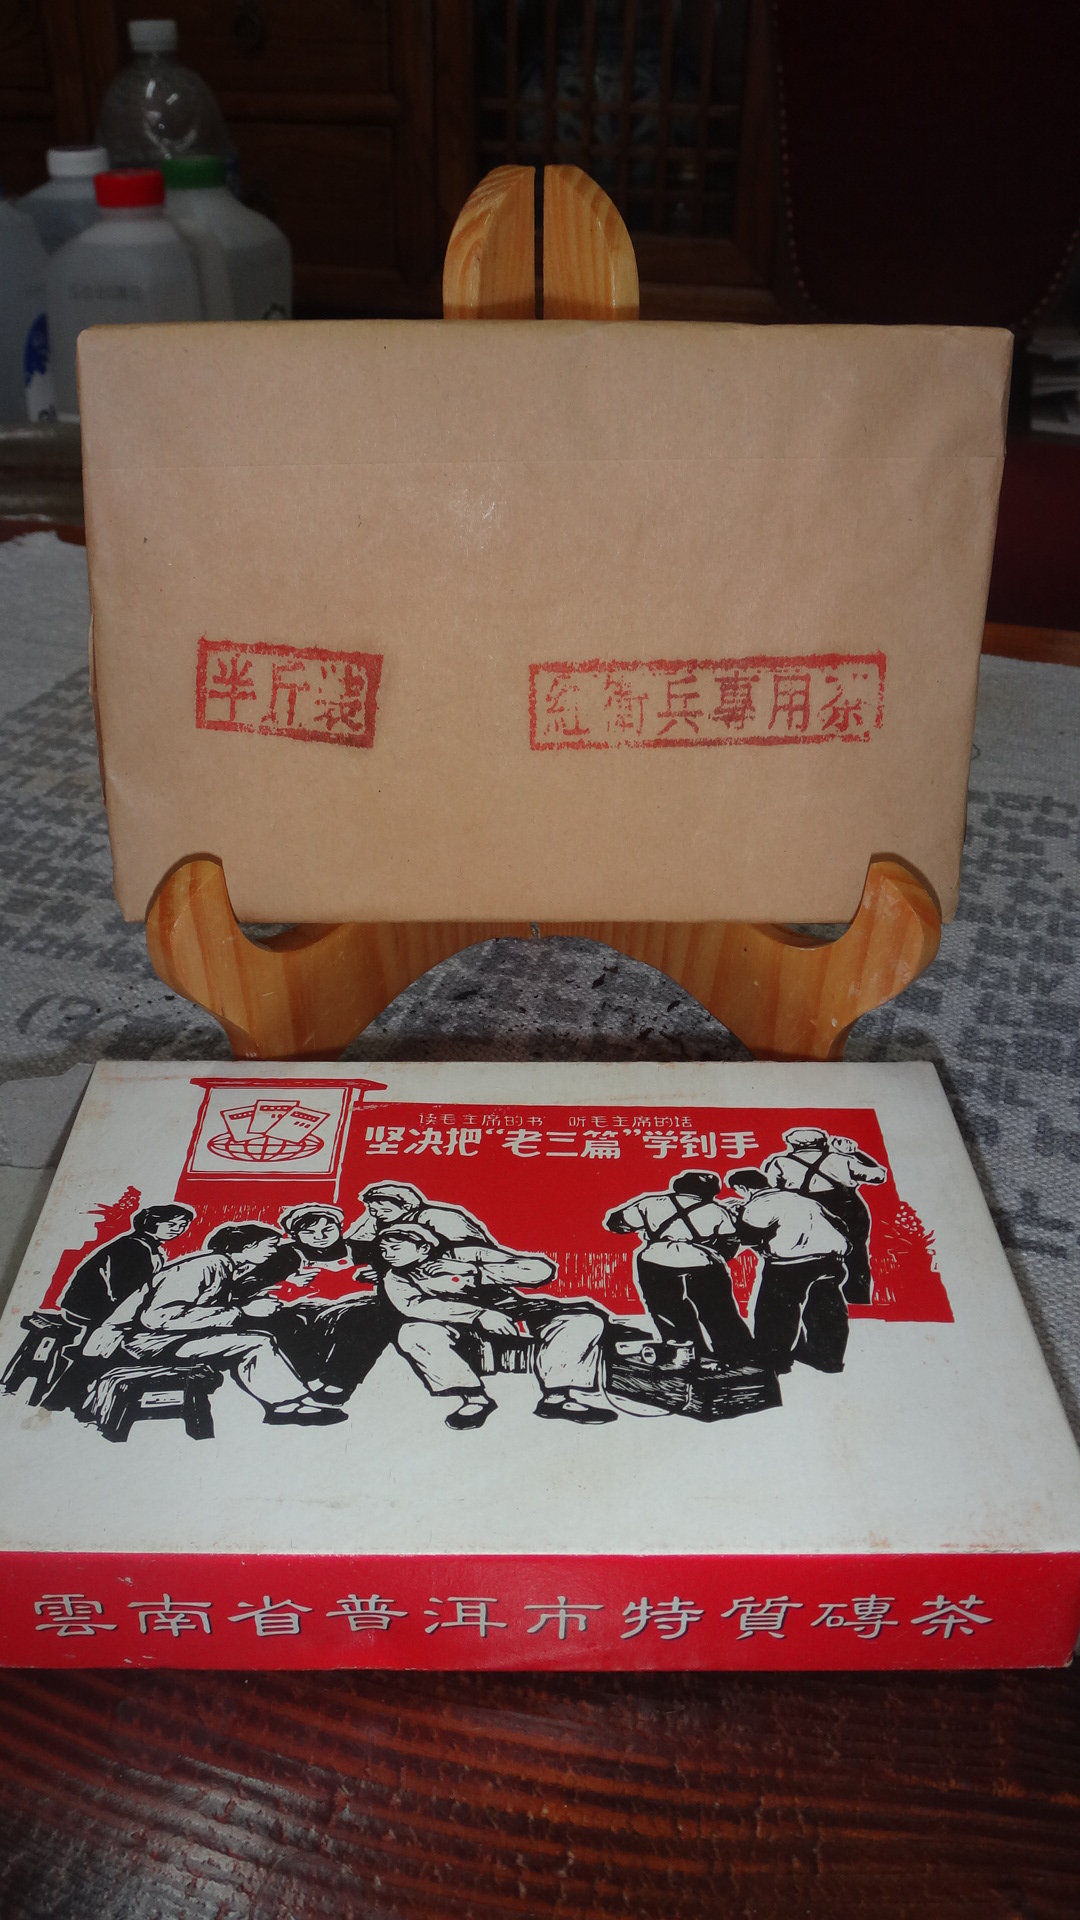 半斤装
紅衛兵專用茶
读毛主席的书 听毛主席的话
坚决把“老三篇”学到手
雲南省普洱市特質磚茶